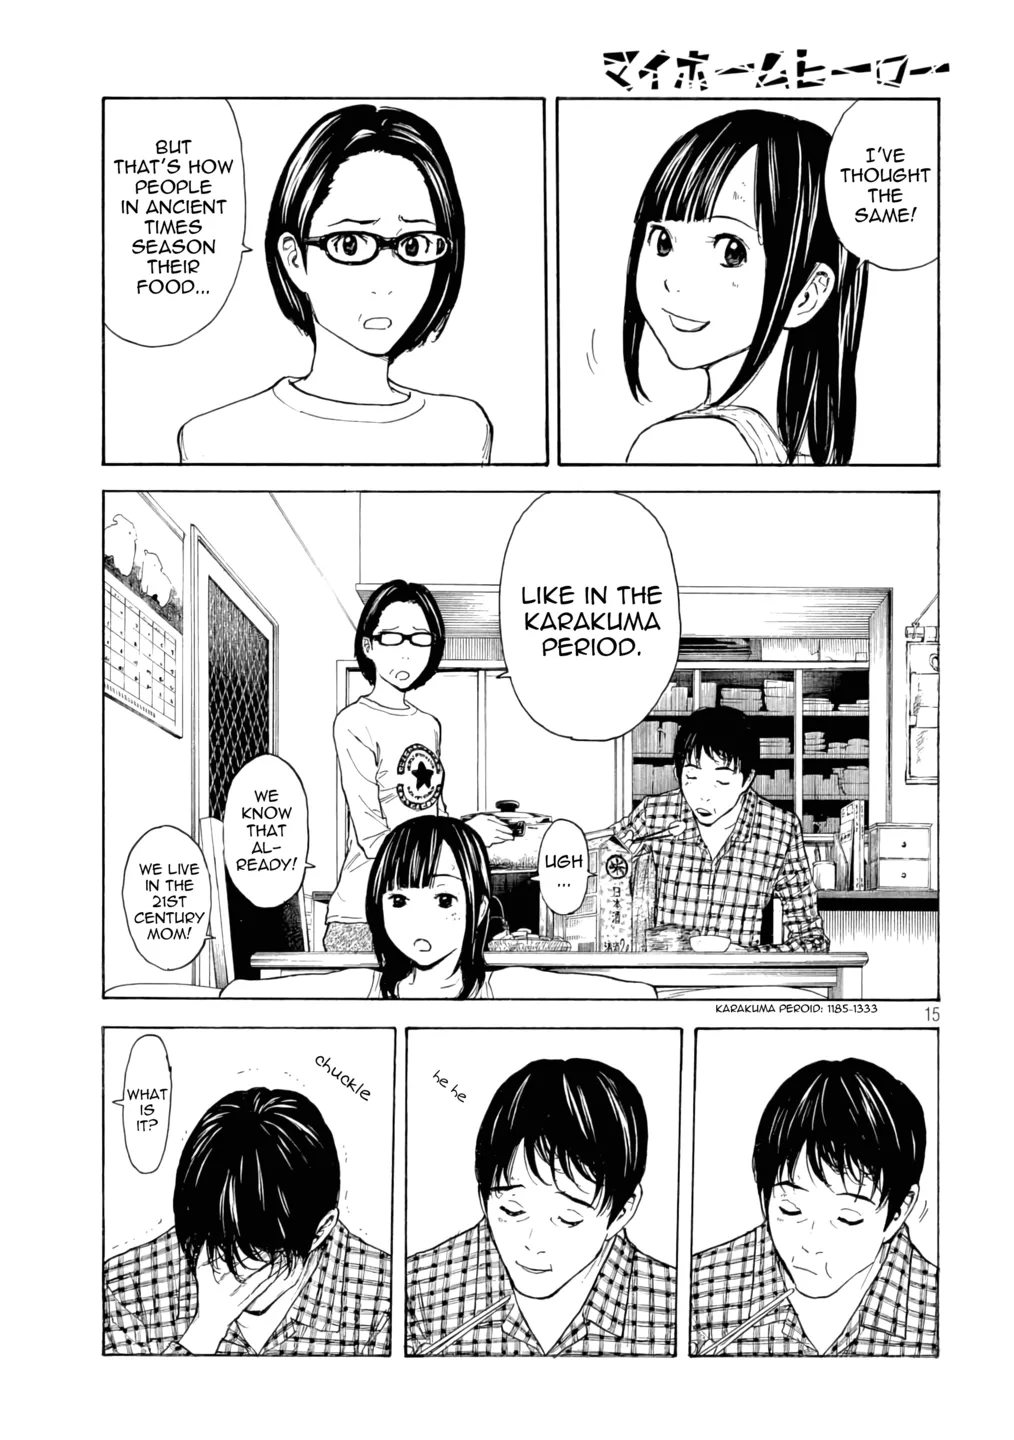 マイホームヒーロー
I'VE
THOUGHT
THE
SAME!
BUT
THAT'S HOW
PEOPLE
IN ANCIENT
TIMES
SEASON
THEIR
FOOD...
LIKE IN THE
KARAKUMA
PERIOD.
UGH
...
日本酒
WE
KNOW
THAT
AL-
READY!
WE LIVE
IN THE
21ST
CENTURY
MOM!
KARAKUMA PEROID: 1185-1333
15
he he
chuckle
WHAT
IS
IT?